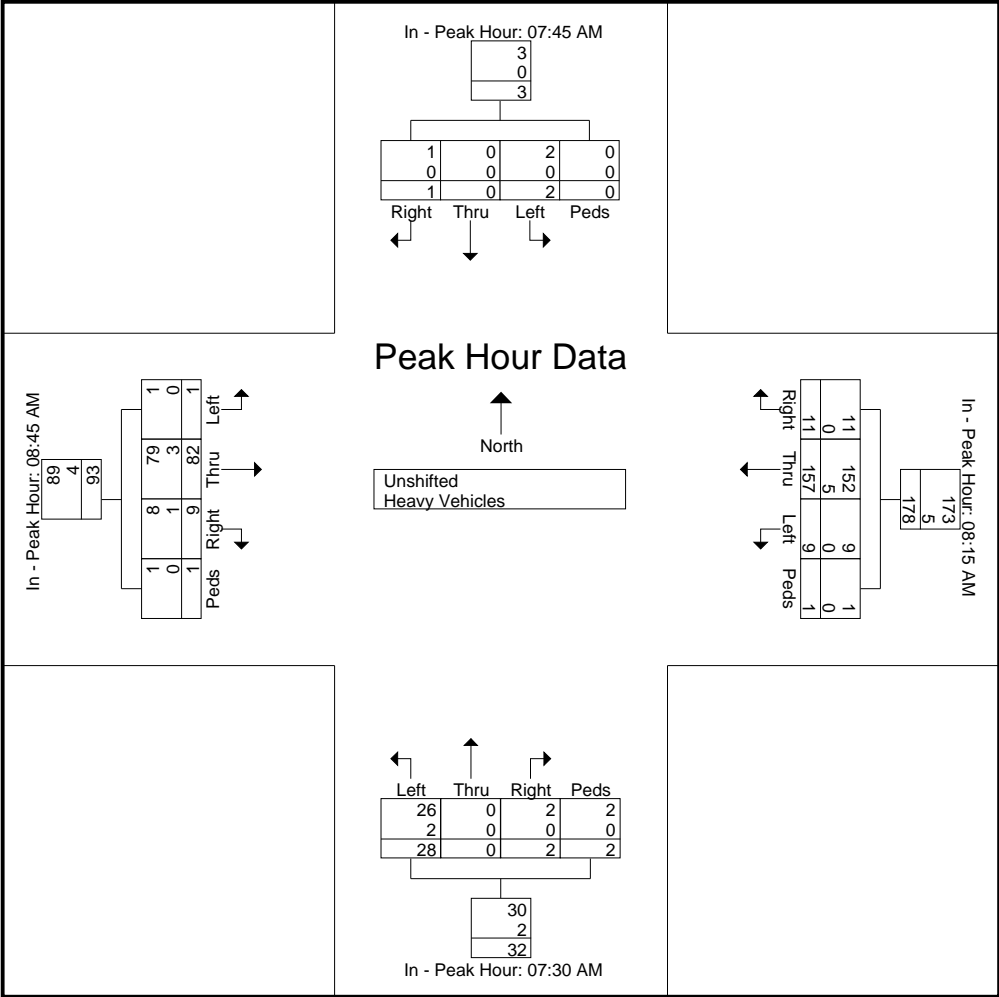 In - Peak Hour: 07:45 AM
3
0
3
1 0 2 0
0 0 0 0
1 0 2 0
Right Thru Left Peds
Peak Hour Data
North
Unshifted
Heavy Vehicles
In - Peak Hour: 08:45 AM
89
4
93
1 79 8 1
0 3 1 0
1 82 9 1
Left Thru Right Peds
In - Peak Hour: 08:15 AM
173
5
178
11 152 9 1
0 5 0 0
11 157 9 1
Right Thru Left Peds
Left Thru Right Peds
26 0 2 2
2 0 0 0
28 0 2 2
30
2
32
In - Peak Hour: 07:30 AM